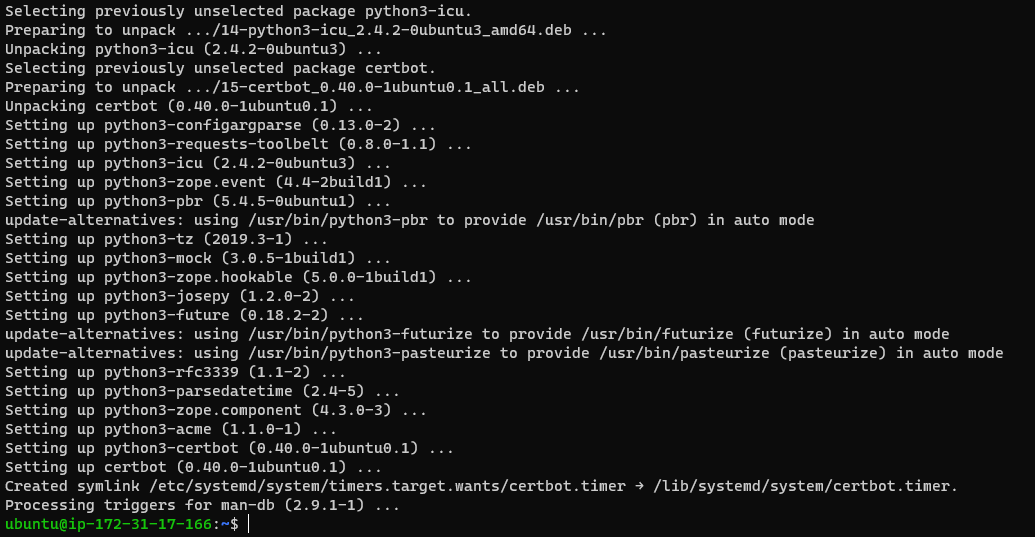 Selecting previously unselected package python3-icu.
Preparing to unpack .../14-python3-icu_2.4.2-0ubuntu3_amd64.deb ...
Unpacking python3-icu (2.4.2-0ubuntu3) ...
Selecting previously unselected package certbot.
Preparing to unpack .../15-certbot_0.40.0-1ubuntu0.1_all.deb ...
Unpacking certbot (0.40.0-1ubuntu0.1) ...
Setting up python3-configargparse (0.13.0-2) ...
Setting up python3-requests-toolbelt (0.8.0-1.1) ...
Setting up python3-icu (2.4.2-0ubuntu3) ...
Setting up python3-zope.event (4.4-2build1) ...
Setting up python3-pbr (5.4.5-0ubuntu1) ...
update-alternatives: using /usr/bin/python3-pbr to provide /usr/bin/pbr (pbr) in auto mode
Setting up python3-tz (2019.3-1) ...
Setting up python3-mock (3.0.5-1build1) ...
Setting up python3-zope.hookable (5.0.0-1build1) ...
Setting up python3-josepy (1.2.0-2) ...
Setting up python3-future (0.18.2-2) ...
update-alternatives: using /usr/bin/python3-futurize to provide /usr/bin/futurize (futurize) in auto mode
update-alternatives: using /usr/bin/python3-pasteurize to provide /usr/bin/pasteurize (pasteurize) in auto mode
Setting up python3-rfc3339 (1.1-2) ...
Setting up python3-parsedatetime (2.4-5) ...
Setting up python3-zope.component (4.3.0-3) ...
Setting up python3-acme (1.1.0-1) ...
Setting up python3-certbot (0.40.0-1ubuntu0.1) ...
Setting up certbot (0.40.0-1ubuntu0.1) ...
Created symlink /etc/systemd/system/timers.target.wants/certbot.timer → /lib/systemd/system/certbot.timer.
Processing triggers for man-db (2.9.1-1) ...
ubuntu@ip-172-31-17-166:~$